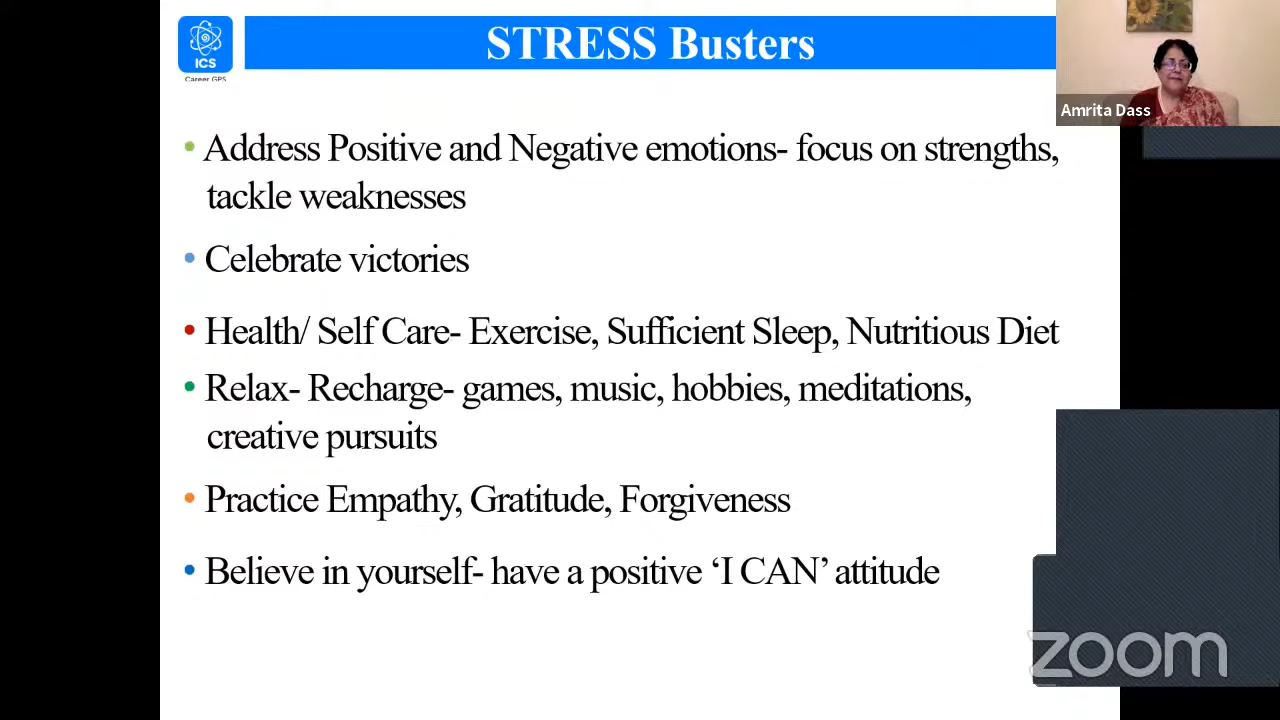 ICS
Career GPS
STRESS Busters
Amrita Dass
• Address Positive and Negative emotions- focus on strengths,
tackle weaknesses
• Celebrate victories
• Health/ Self Care- Exercise, Sufficient Sleep, Nutritious Diet
• Relax- Recharge- games, music, hobbies, meditations,
creative pursuits
• Practice Empathy, Gratitude, Forgiveness
• Believe in yourself- have a positive ‘I CAN’ attitude
zoom